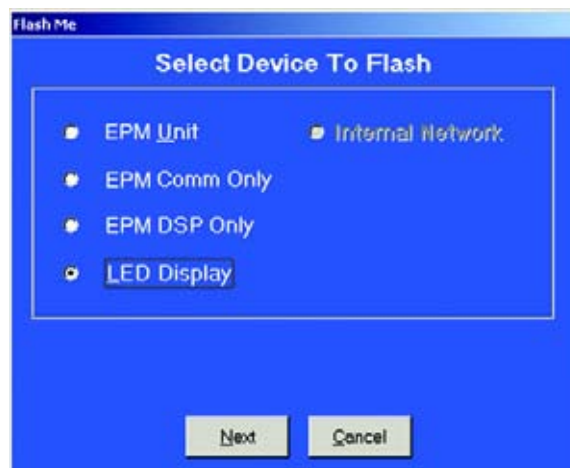 Flash Me
Select Device To Flash
EPM Unit
Internal Network
EPM Comm Only
EPM DSP Only
LED Display
Next
Cancel